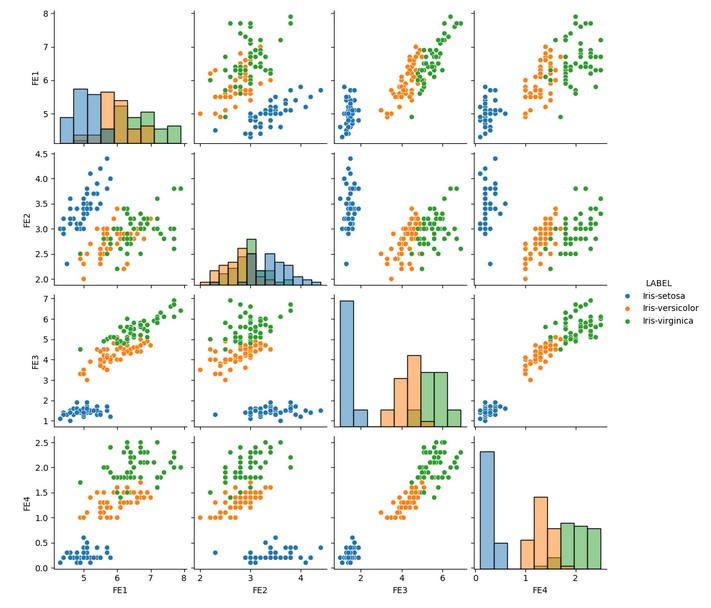 8
7
6
5
FE1
4.5
4.0
3.5
3.0
2.5
2.0
FE2
7
6
5
4
3
2
1
FE3
2.5
2.0
1.5
1.0
0.5
0.0
FE4
5 6 7 8
FE1
2 3 4
FE2
2 4 6
FE3
0 1 2
FE4
LABEL
Iris-setosa
Iris-versicolor
Iris-virginica